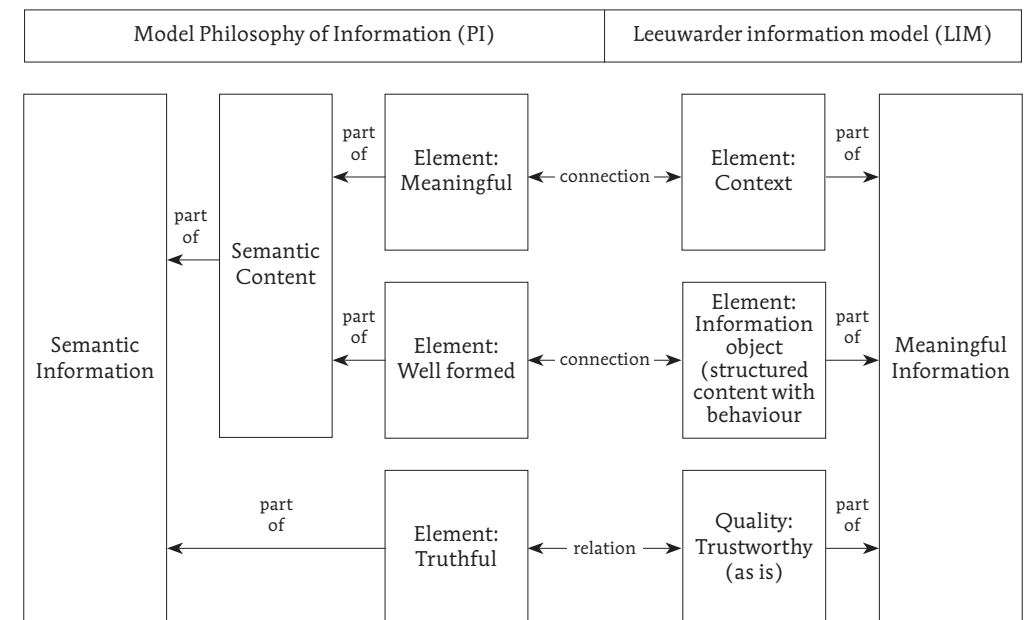 Model Philosophy of Information (PI)
Leeuwarder information model (LIM)
part
of
Element:
Meaningful
connection
Element:
Context
part
of
part
of
Semantic
Content
Semantic
Information
part
of
Element:
Well formed
connection
Element:
Information
object
(structured
content with
behaviour
part
of
Meaningful
Information
part
of
Element:
Truthful
relation
Quality:
Trustworthy
(as is)
part
of